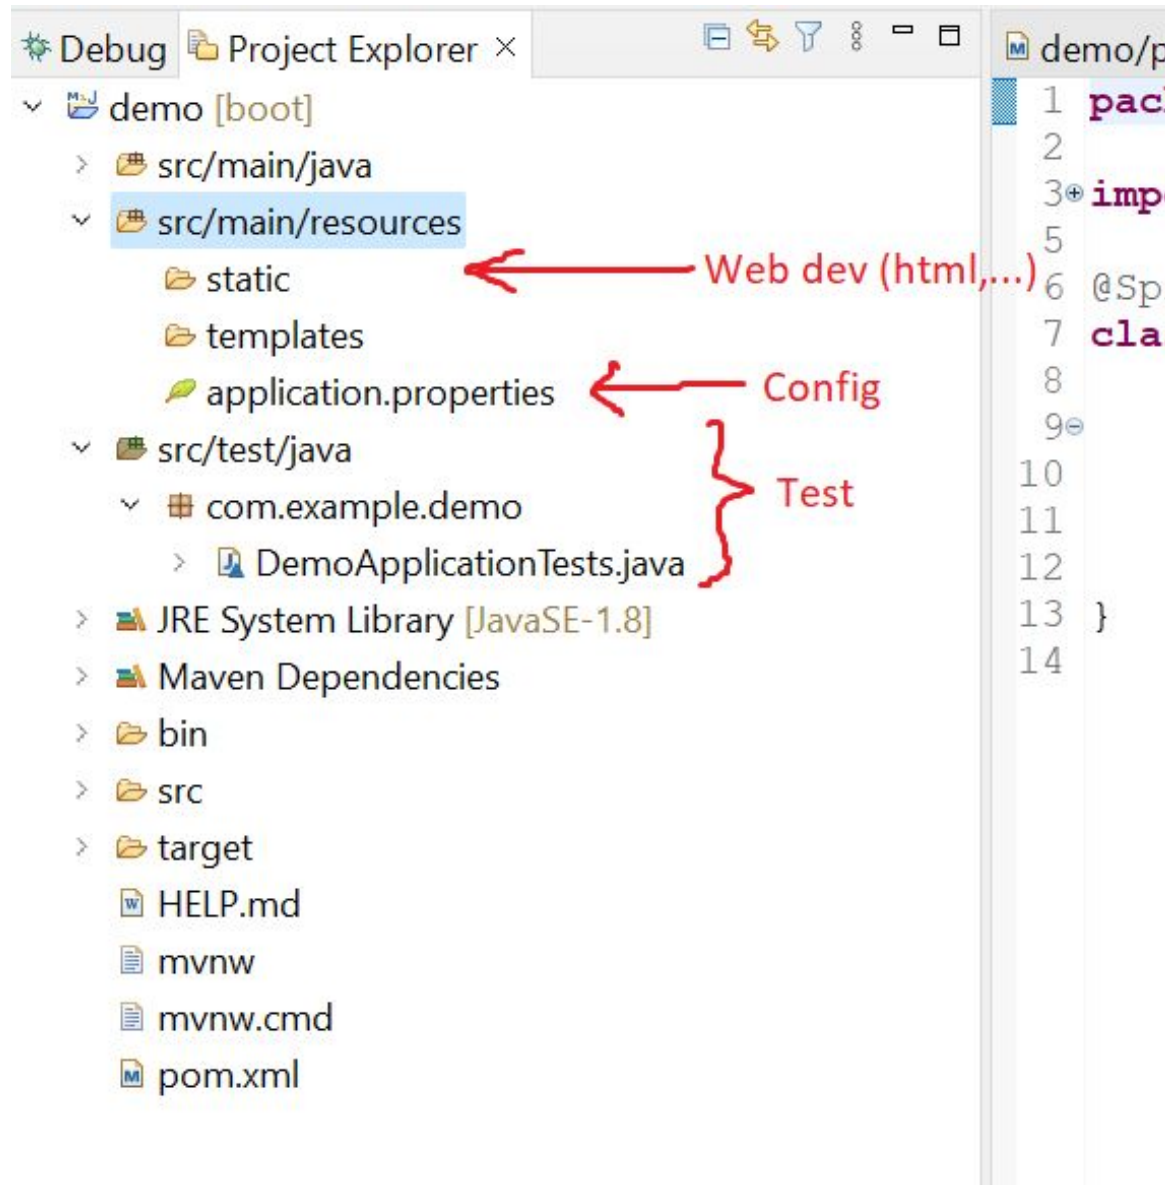 Debug Project Explorer demo/p
demo [boot]
src/main/java
src/main/resources
static
Web dev (html,...)
templates
application.properties
Config
src/test/java
com.example.demo
Test
DemoApplicationTests.java
JRE System Library [JavaSE-1.8]
Maven Dependencies
bin
src
target
HELP.md
mvnw
mvnw.cmd
pom.xml
1 pac
2
3 imp
5
6 @Sp
7 cla
8
9
10
11
12
13 }
14